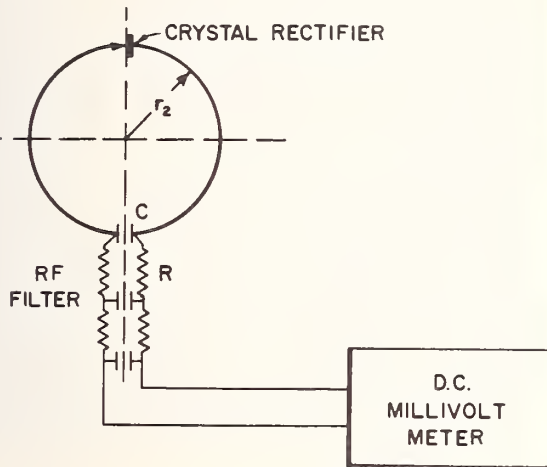 CRYSTAL RECTIFIER
r₂
C
RF
FILTER
R
D.C.
MILLIVOLT
METER